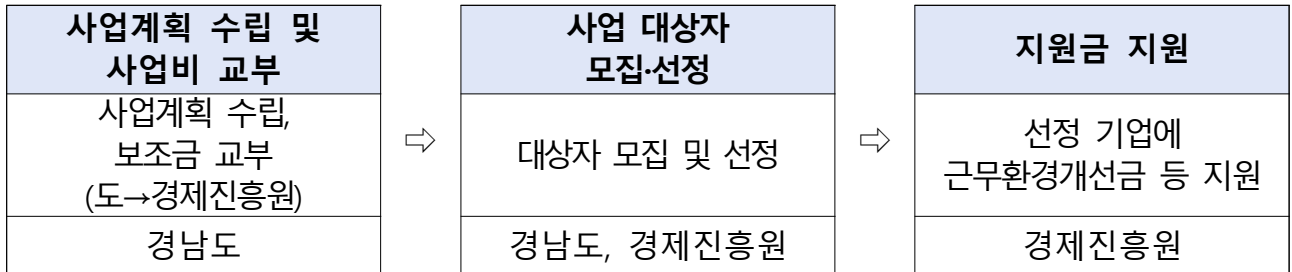 사업계획 수립 및
사업비 교부
사업계획 수립,
보조금 교부
(도→경제진흥원)
경남도
⇨
사업 대상자
모집·선정
대상자 모집 및 선정
경남도, 경제진흥원
⇨
지원금 지원
선정 기업에
근무환경개선금 등 지원
경제진흥원